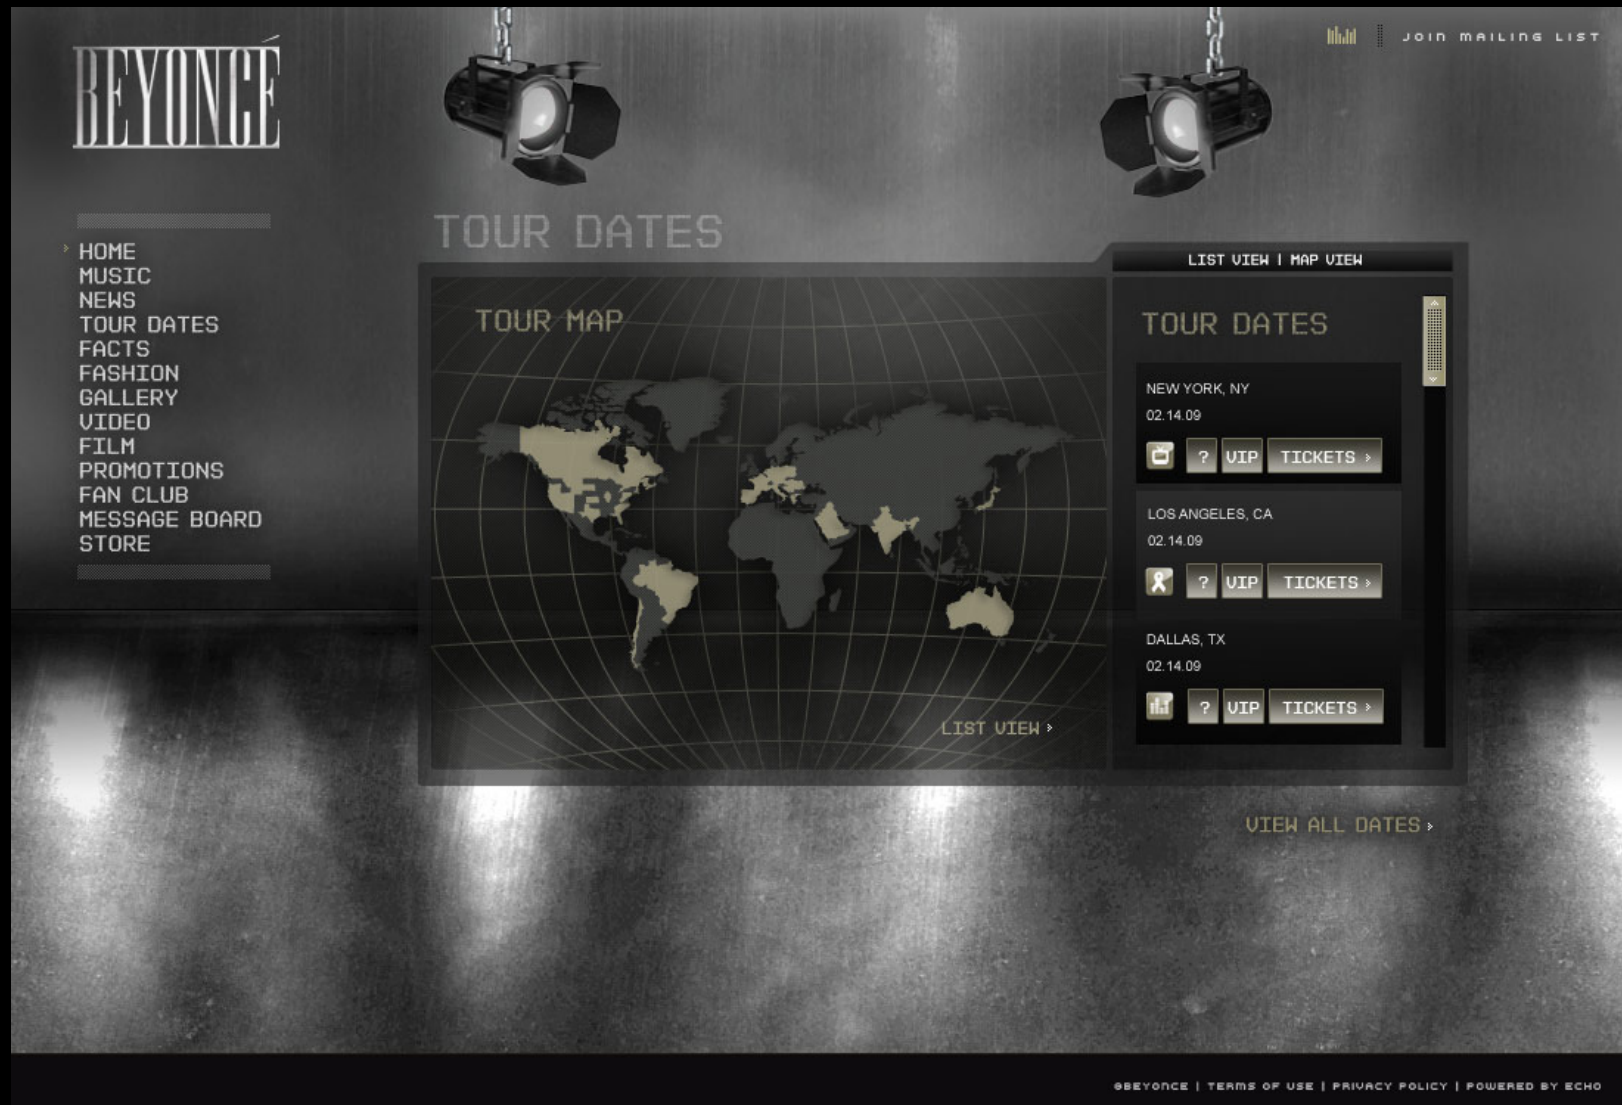 BEYONCÉ
JOIN MAILING LIST
HOME
MUSIC
NEWS
TOUR DATES
FACTS
FASHION
GALLERY
VIDEO
FILM
PROMOTIONS
FAN CLUB
MESSAGE BOARD
STORE
TOUR DATES
TOUR MAP
LIST VIEW
LIST VIEW | MAP VIEW
TOUR DATES
NEW YORK, NY
02.14.09
? VIP TICKETS
LOS ANGELES, CA
02.14.09
? VIP TICKETS
DALLAS, TX
02.14.09
? VIP TICKETS
VIEW ALL DATES
©BEYONCE | TERMS OF USE | PRIVACY POLICY | POWERED BY ECHO